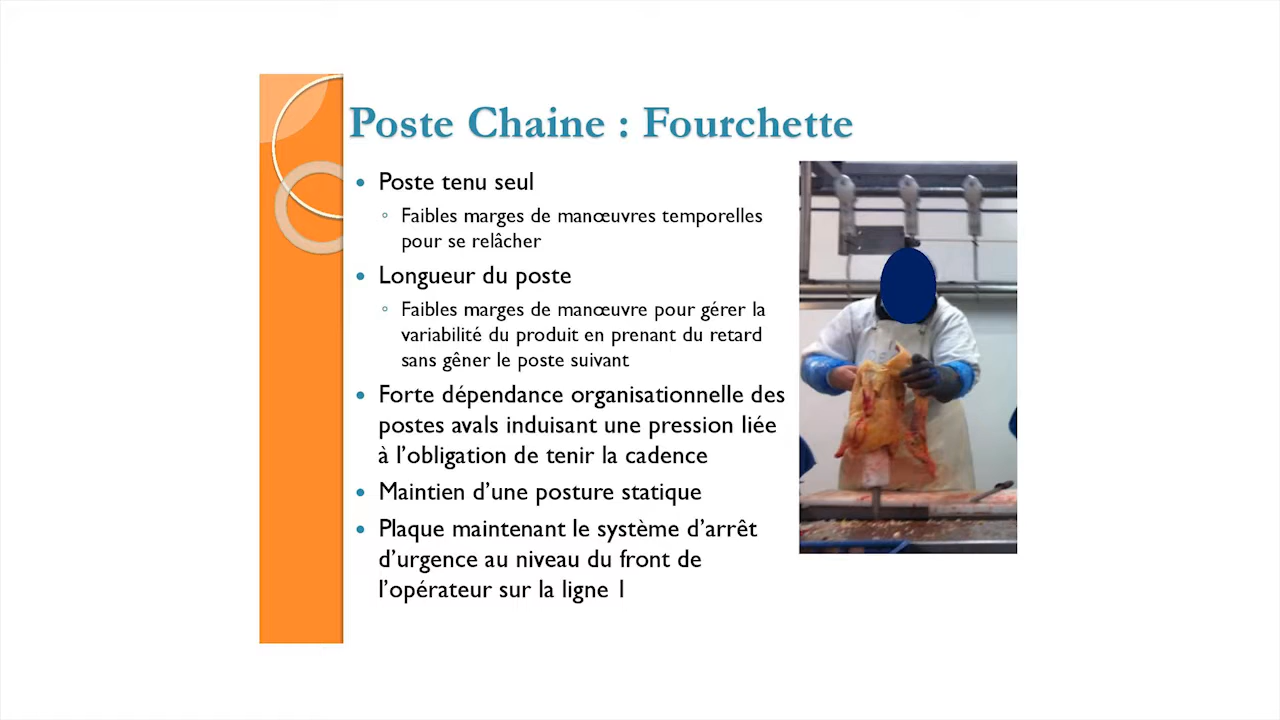 Poste Chaine : Fourchette
• Poste tenu seul
◦ Faibles marges de manœuvres temporelles
pour se relâcher
• Longueur du poste
◦ Faibles marges de manœuvre pour gérer la
variabilité du produit en prenant du retard
sans gêner le poste suivant
• Forte dépendance organisationnelle des
postes avals induisant une pression liée
à l'obligation de tenir la cadence
• Maintien d'une posture statique
• Plaque maintenant le système d'arrêt
d'urgence au niveau du front de
l'opérateur sur la ligne 1